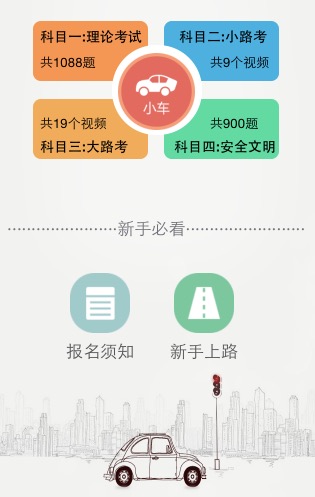 科目一:理论考试
共1088题
科目二:小路考
共9个视频
小车
共19个视频
科目三:大路考
共900题
科目四:安全文明
新手必看
报名须知
新手上路